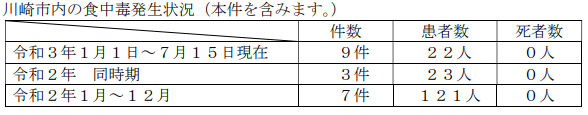 川崎市内の食中毒発生状況（本件を含みます。）
件数 患者数 死者数
令和３年１月１日～７月１５日現在 ９件 ２２人 ０人
令和２年　同時期 ３件 ２３人 ０人
令和２年１月～１２月 ７件 １２１人 ０人